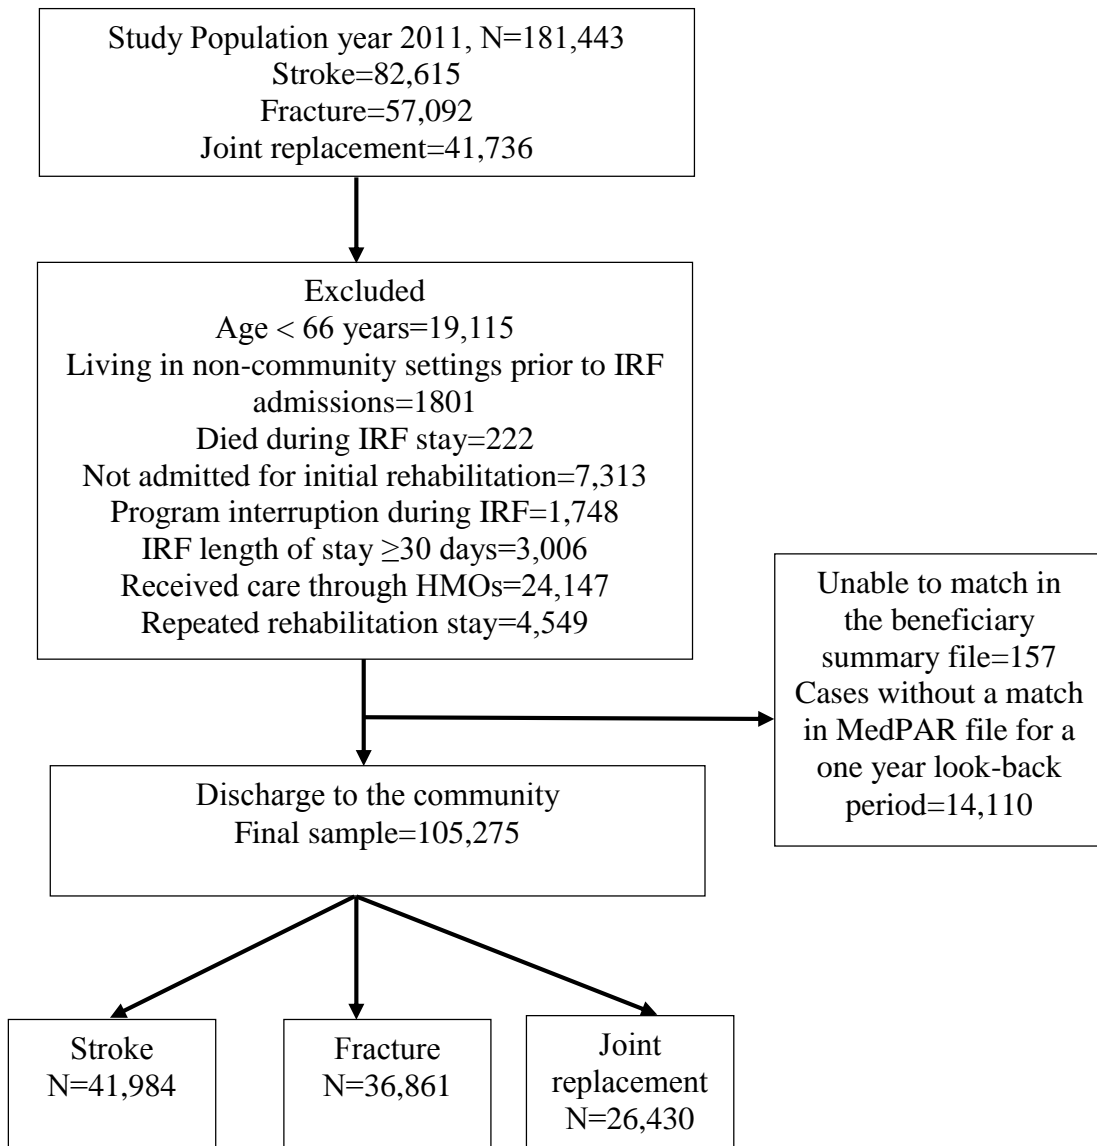 Study Population year 2011, N=181,443
Stroke=82,615
Fracture=57,092
Joint replacement=41,736
Excluded
Age < 66 years=19,115
Living in non-community settings prior to IRF
admissions=1801
Died during IRF stay=222
Not admitted for initial rehabilitation=7,313
Program interruption during IRF=1,748
IRF length of stay ≥30 days=3,006
Received care through HMOs=24,147
Repeated rehabilitation stay=4,549
Unable to match in
the beneficiary
summary file=157
Cases without a match
in MedPAR file for a
one year look-back
period=14,110
Discharge to the community
Final sample=105,275
Stroke
N=41,984
Fracture
N=36,861
Joint
replacement
N=26,430